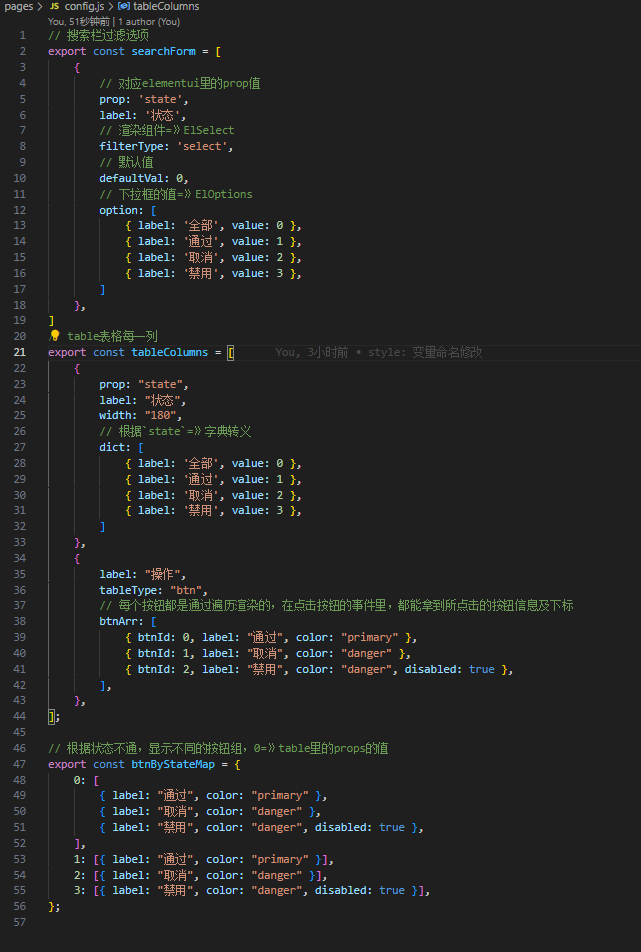 pages > JS config.js > tableColumns
You, 51秒钟前 | 1 author (You)
1 // 搜索栏过滤选项
2 export const searchForm = [
3 {
4 // 对应elementui里的prop值
5 prop: 'state',
6 label: '状态',
7 // 渲染组件=》ElSelect
8 filterType: 'select',
9 // 默认值
10 defaultVal: 0,
11 // 下拉框的值=》ElOptions
12 option: [
13 { label: '全部', value: 0 },
14 { label: '通过', value: 1 },
15 { label: '取消', value: 2 },
16 { label: '禁用', value: 3 },
17 ]
18 },
19 ]
20 // table表格每一列
21 export const tableColumns = [ You, 3小时前 • style: 变量命名修改
22 {
23 prop: "state",
24 label: "状态",
25 width: "180",
26 // 根据`state`=》字典转义
27 dict: [
28 { label: '全部', value: 0 },
29 { label: '通过', value: 1 },
30 { label: '取消', value: 2 },
31 { label: '禁用', value: 3 },
32 ]
33 },
34 {
35 label: "操作",
36 tableType: "btn",
37 // 每个按钮都是通过遍历渲染的，在点击按钮的事件里，都能拿到所点击的按钮信息及下标
38 btnArr: [
39 { btnId: 0, label: "通过", color: "primary" },
40 { btnId: 1, label: "取消", color: "danger" },
41 { btnId: 2, label: "禁用", color: "danger", disabled: true },
42 ],
43 },
44 ];
45
46 // 根据状态不通，显示不同的按钮组，0=》table里的props的值
47 export const btnByStateMap = {
48 0: [
49 { label: "通过", color: "primary" },
50 { label: "取消", color: "danger" },
51 { label: "禁用", color: "danger", disabled: true },
52 ],
53 1: [{ label: "通过", color: "primary" }],
54 2: [{ label: "取消", color: "danger" }],
55 3: [{ label: "禁用", color: "danger", disabled: true }],
56 };
57